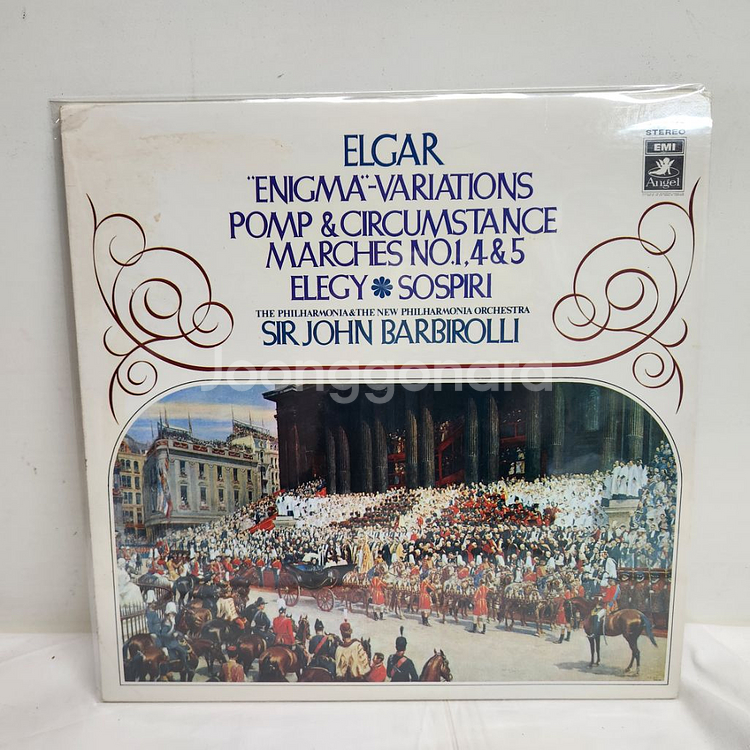 STEREO
EMI
Angel
ELGAR
"ENIGMA"-VARIATIONS
POMP & CIRCUMSTANCE
MARCHES NO.1, 4 & 5
ELEGY SOSPIRI
THE PHILHARMONIA & THE NEW PHILHARMONIA ORCHESTRA
SIR JOHN BARBIROLLI
Joonggonara